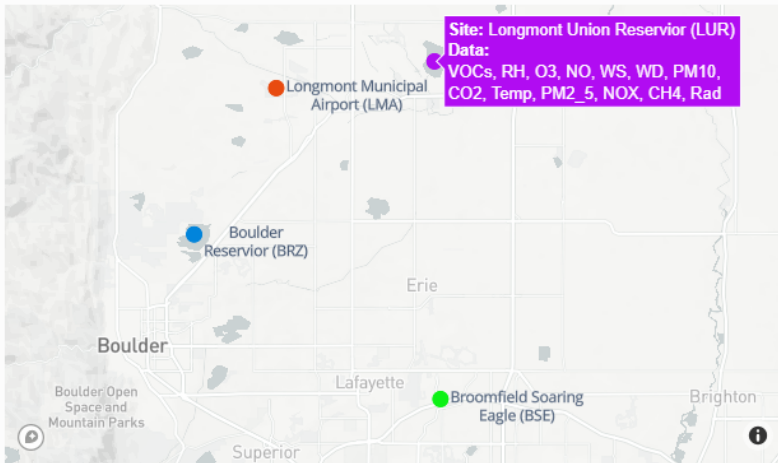 Site: Longmont Union Reservior (LUR)
Data:
VOCs, RH, O3, NO, WS, WD, PM10,
CO2, Temp, PM2_5, NOX, CH4, Rad
Longmont Municipal
Airport (LMA)
Boulder
Reservior (BRZ)
Erie
Boulder
Lafayette
Boulder Open
Space and
Mountain Parks
Broomfield Soaring
Eagle (BSE)
Brighton
Superior